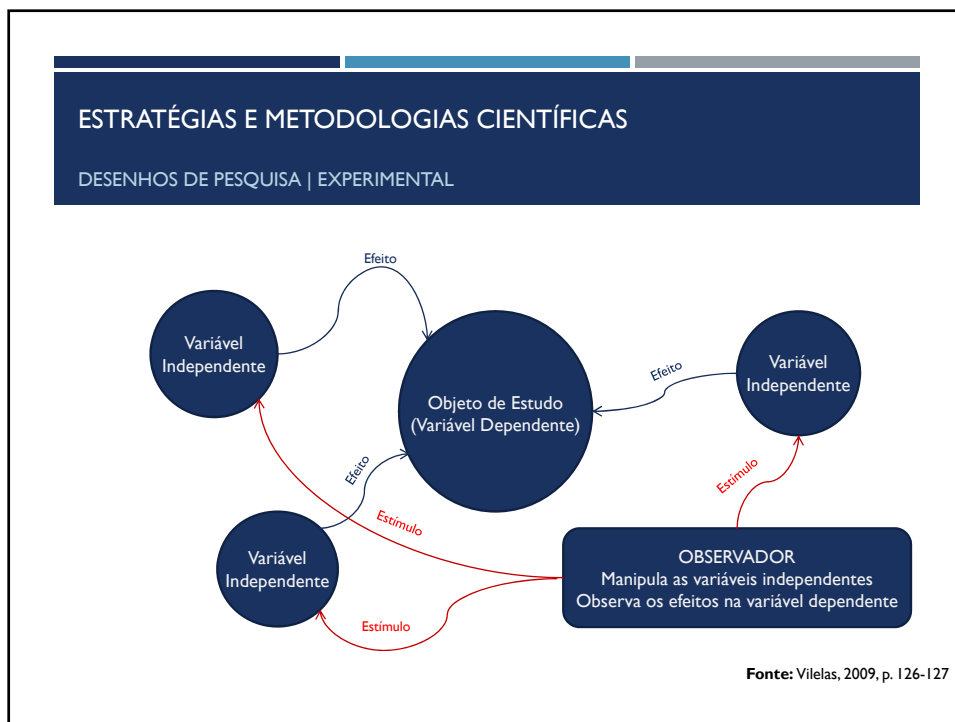 ESTRATÉGIAS E METODOLOGIAS CIENTÍFICAS
DESENHOS DE PESQUISA | EXPERIMENTAL
Efeito
Variável
Independente
Objeto de Estudo
(Variável Dependente)
Efeito
Variável
Independente
Efeito
Estímulo
Estímulo
Variável
Independente
Estímulo
OBSERVADOR
Manipula as variáveis independentes
Observa os efeitos na variável dependente
Fonte: Vilelas, 2009, p. 126-127